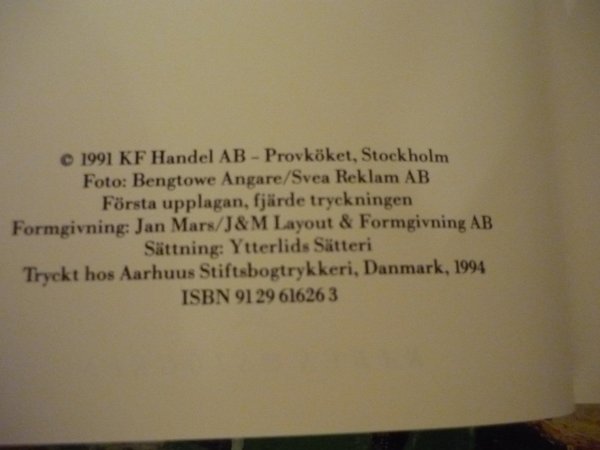 © 1991 KF Handel AB – Provköket, Stockholm
Foto: Bengtowe Angare/Svea Reklam AB
Första upplagan, fjärde tryckningen
Formgivning: Jan Mars/J&M Layout & Formgivning AB
Sättning: Ytterlids Sätteri
Tryckt hos Aarhuus Stiftsbogtrykkeri, Danmark, 1994
ISBN 91 29 61626 3